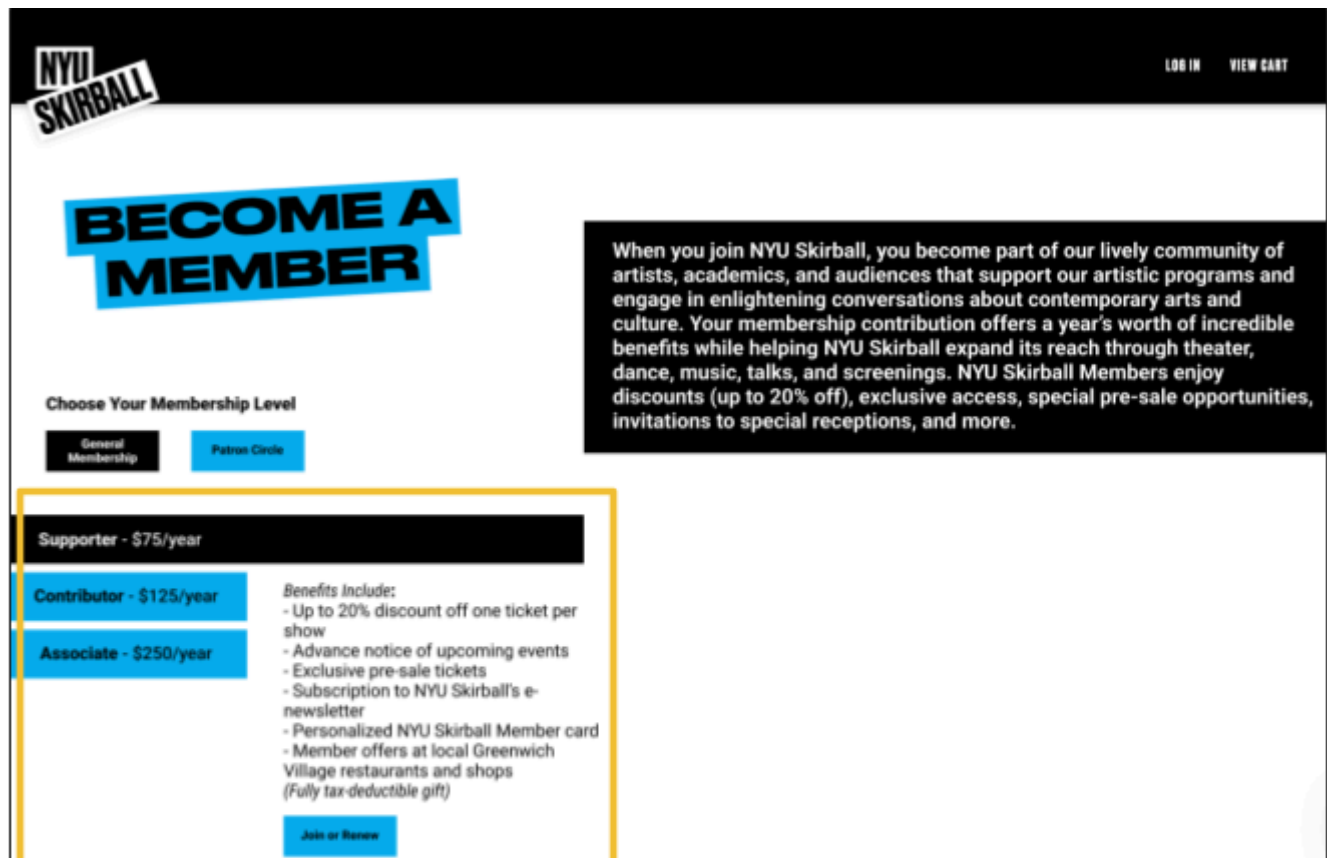 NYU
SKIRBALL
LOG IN
VIEW CART
BECOME A
MEMBER
When you join NYU Skirball, you become part of our lively community of
artists, academics, and audiences that support our artistic programs and
engage in enlightening conversations about contemporary arts and
culture. Your membership contribution offers a year's worth of incredible
benefits while helping NYU Skirball expand its reach through theater,
dance, music, talks, and screenings. NYU Skirball Members enjoy
discounts (up to 20% off), exclusive access, special pre-sale opportunities,
invitations to special receptions, and more.
Choose Your Membership Level
General
Membership
Patron Circle
Supporter - $75/year
Contributor - $125/year
Associate - $250/year
Benefits Include:
- Up to 20% discount off one ticket per
show
- Advance notice of upcoming events
- Exclusive pre-sale tickets
- Subscription to NYU Skirball's e-
newsletter
- Personalized NYU Skirball Member card
- Member offers at local Greenwich
Village restaurants and shops
(Fully tax-deductible gift)
Join or Renew